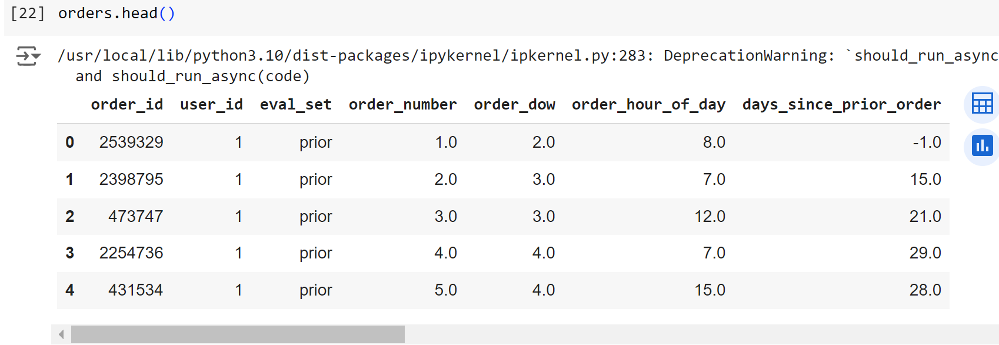 [22] orders.head()
/usr/local/lib/python3.10/dist-packages/ipykernel/ipkernel.py:283: DeprecationWarning: `should_run_async
and should_run_async(code)
order_id user_id eval_set order_number order_dow order_hour_of_day days_since_prior_order
0 2539329 1 prior 1.0 2.0 8.0 -1.0
1 2398795 1 prior 2.0 3.0 7.0 15.0
2 473747 1 prior 3.0 3.0 12.0 21.0
3 2254736 1 prior 4.0 4.0 7.0 29.0
4 431534 1 prior 5.0 4.0 15.0 28.0